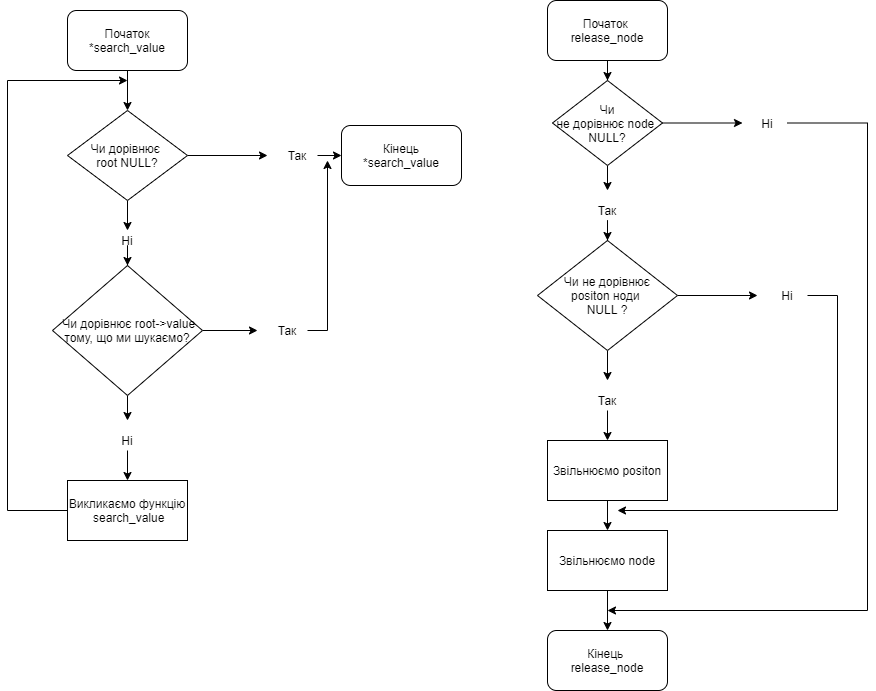 Початок
*search_value
Чи дорівнює
root NULL?
Так
Кінець
*search_value
Ні
Чи дорівнює root->value
тому, що ми шукаємо?
Так
Ні
Викликаємо функцію
search_value
Початок
release_node
Чи
не дорівнює node
NULL?
Ні
Так
Чи не дорівнює
positon ноди
NULL ?
Ні
Так
Звільнюємо positon
Звільнюємо node
Кінець
release_node